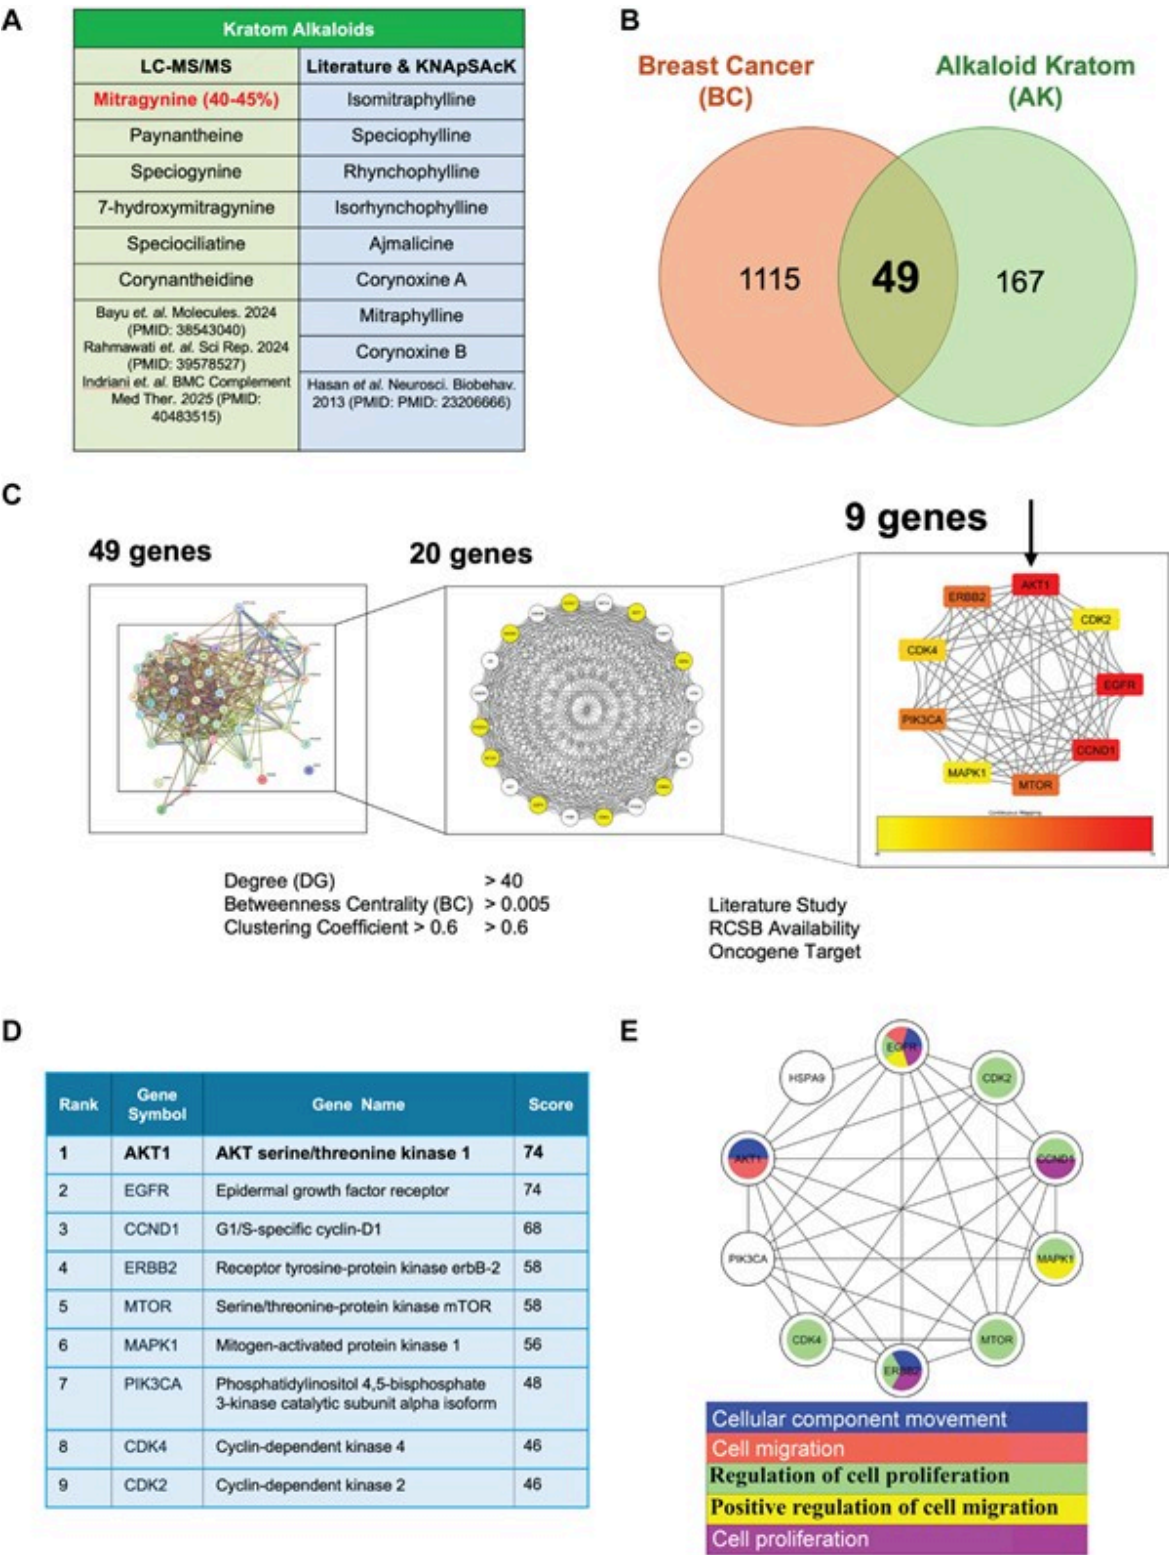 A
Kratom Alkaloids
LC-MS/MS
Literature & KNApSAcK
Mitragynine (40-45%)
Isomitraphylline
Paynantheine
Speciophylline
Speciogynine
Rhynchophylline
7-hydroxymitragynine
Isorhynchophylline
Speciociliatine
Ajmalicine
Corynantheidine
Corynoxine A
Bayu et. al. Molecules. 2024
(PMID: 38543040)
Rahmawati et. al. Sci Rep. 2024
(PMID: 39578527)
Indriani et. al. BMC Complement
Med Ther. 2025 (PMID:
40483515)
Mitraphylline
Corynoxine B
Hasan et al. Neurosci. Biobehav.
2013 (PMID: PMID: 23206666)
B
Breast Cancer
(BC)
Alkaloid Kratom
(AK)
1115
49
167
C
49 genes
20 genes
9 genes
AKT1
ERBB2
CDK2
CDK4
EGFR
PIK3CA
CCND1
MAPK1
MTOR
Continuous Mapping
Degree (DG) > 40
Betweenness Centrality (BC) > 0.005
Clustering Coefficient > 0.6 > 0.6
Literature Study
RCSB Availability
Oncogene Target
D
Rank Gene Symbol Gene Name Score
1 AKT1 AKT serine/threonine kinase 1 74
2 EGFR Epidermal growth factor receptor 74
3 CCND1 G1/S-specific cyclin-D1 68
4 ERBB2 Receptor tyrosine-protein kinase erbB-2 58
5 MTOR Serine/threonine-protein kinase mTOR 58
6 MAPK1 Mitogen-activated protein kinase 1 56
7 PIK3CA Phosphatidylinositol 4,5-bisphosphate
3-kinase catalytic subunit alpha isoform 48
8 CDK4 Cyclin-dependent kinase 4 46
9 CDK2 Cyclin-dependent kinase 2 46
E
EGFR
HSPA9
CDK2
AKT1
CCND1
PIK3CA
MAPK1
CDK4
MTOR
ERBB2
Cellular component movement
Cell migration
Regulation of cell proliferation
Positive regulation of cell migration
Cell proliferation